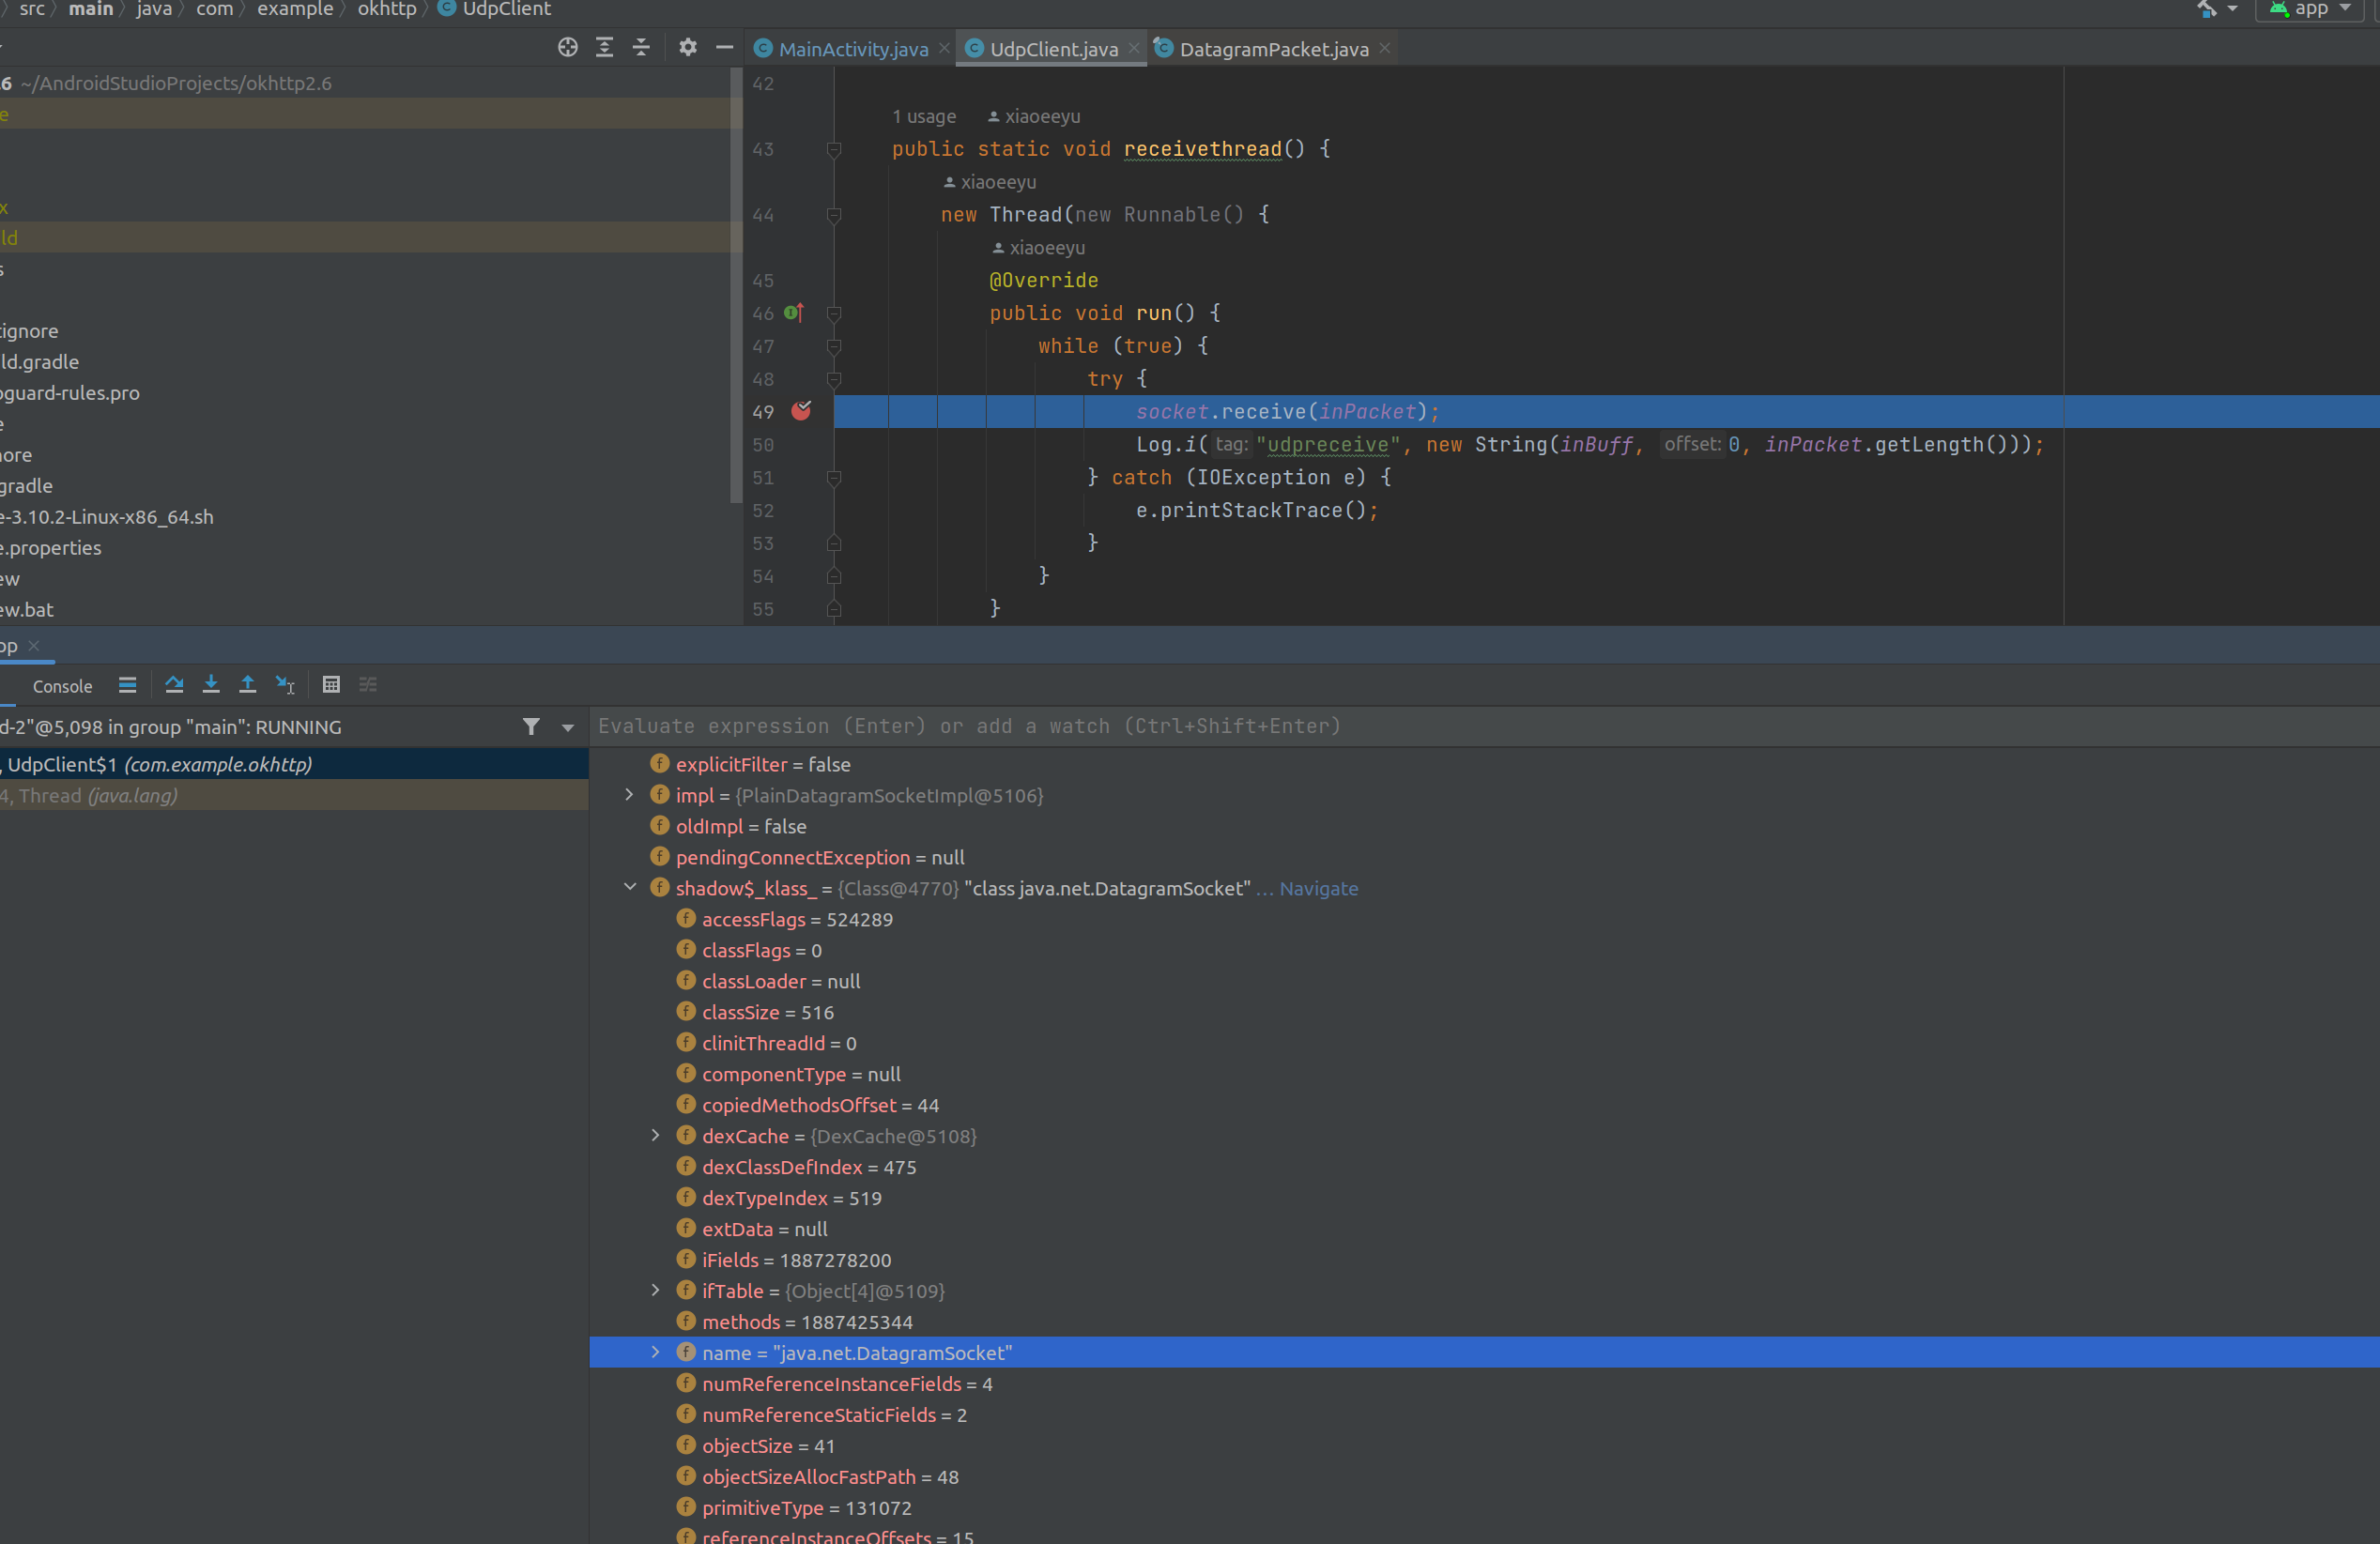 src main java com example okhttp UdpClient app
MainActivity.java UdpClient.java DatagramPacket.java
.6 ~/AndroidStudioProjects/okhttp2.6
ild.gradle
oguard-rules.pro
e-3.10.2-Linux-x86_64.sh
e.properties
ew
ew.bat
42
1 usage xiaoeeyu
43 public static void receivethread() {
xiaoeeyu
44 new Thread(new Runnable() {
xiaoeeyu
45 @Override
46 public void run() {
47 while (true) {
48 try {
49 socket.receive(inPacket);
50 Log.i( tag: "udpreceive", new String(inBuff, offset: 0, inPacket.getLength()));
51 } catch (IOException e) {
52 e.printStackTrace();
53 }
54 }
55 }
Console
d-2"@5,098 in group "main": RUNNING
, UdpClient$1 (com.example.okhttp)
4, Thread (java.lang)
Evaluate expression (Enter) or add a watch (Ctrl+Shift+Enter)
explicitFilter = false
impl = {PlainDatagramSocketImpl@5106}
oldImpl = false
pendingConnectException = null
shadow$_klass_ = {Class@4770} "class java.net.DatagramSocket" ... Navigate
accessFlags = 524289
classFlags = 0
classLoader = null
classSize = 516
clinitThreadId = 0
componentType = null
copiedMethodsOffset = 44
dexCache = {DexCache@5108}
dexClassDefIndex = 475
dexTypeIndex = 519
extData = null
iFields = 1887278200
ifTable = {Object[4]@5109}
methods = 1887425344
name = "java.net.DatagramSocket"
numReferenceInstanceFields = 4
numReferenceStaticFields = 2
objectSize = 41
objectSizeAllocFastPath = 48
primitiveType = 131072
referenceInstanceOffsets = 15